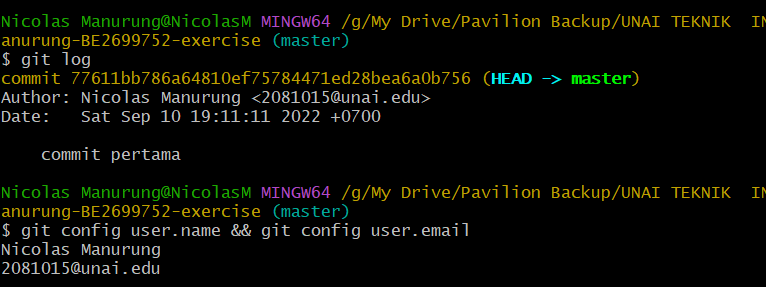 Nicolas Manurung@NicolasM MINGW64 /g/My Drive/Pavilion Backup/UNAI TEKNIK  IN
anurung-BE2699752-exercise (master)
$ git log
commit 77611bb786a64810ef75784471ed28bea6a0b756 (HEAD -> master)
Author: Nicolas Manurung <2081015@unai.edu>
Date:   Sat Sep 10 19:11:11 2022 +0700
    commit pertama
Nicolas Manurung@NicolasM MINGW64 /g/My Drive/Pavilion Backup/UNAI TEKNIK  IN
anurung-BE2699752-exercise (master)
$ git config user.name && git config user.email
Nicolas Manurung
2081015@unai.edu